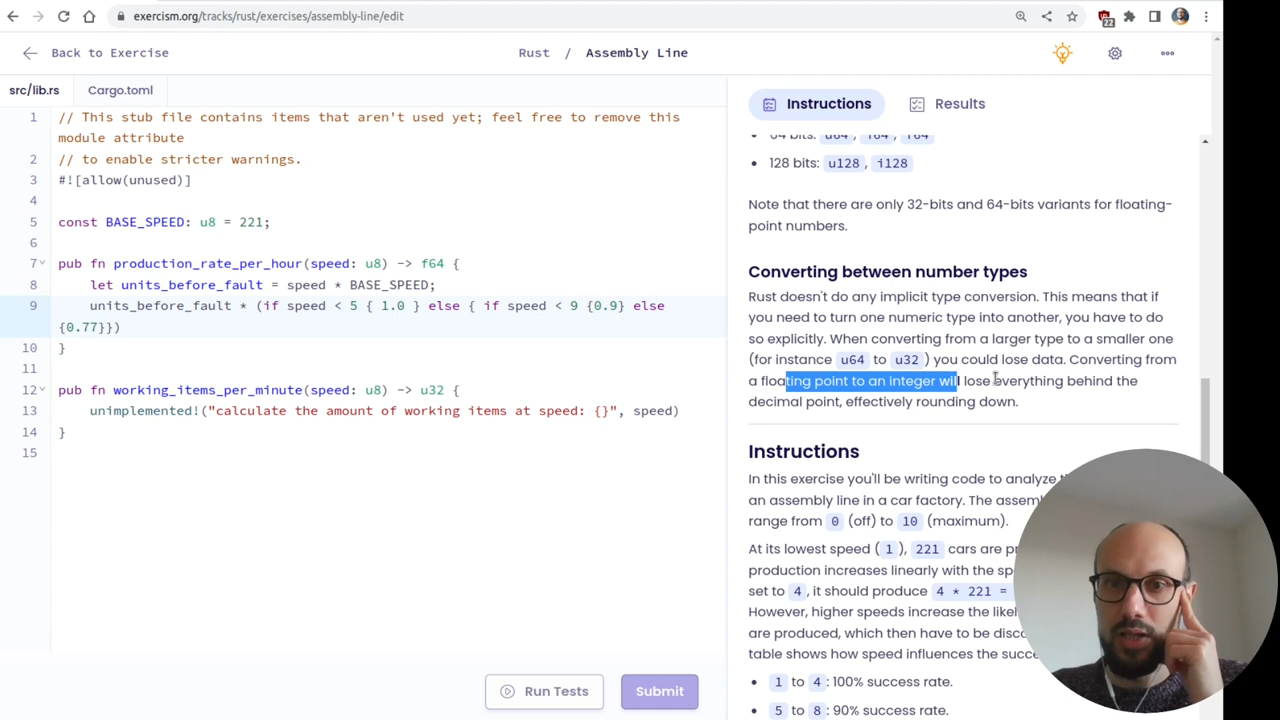 exercism.org/tracks/rust/exercises/assembly-line/edit
22
Back to Exercise
Rust / Assembly Line
src/lib.rs
Cargo.toml
1 // This stub file contains items that aren't used yet; feel free to remove this
module attribute
2 // to enable stricter warnings.
3 #![allow(unused)]
4
5 const BASE_SPEED: u8 = 221;
6
7 pub fn production_rate_per_hour(speed: u8) -> f64 {
8 let units_before_fault = speed * BASE_SPEED;
9 units_before_fault * (if speed < 5 { 1.0 } else { if speed < 9 {0.9} else
{0.77}})
10 }
11
12 pub fn working_items_per_minute(speed: u8) -> u32 {
13 unimplemented!("calculate the amount of working items at speed: {}", speed)
14 }
15
Run Tests
Submit
Instructions
Results
128 bits: u128, i128
Note that there are only 32-bits and 64-bits variants for floating-
point numbers.
Converting between number types
Rust doesn't do any implicit type conversion. This means that if
you need to turn one numeric type into another, you have to do
so explicitly. When converting from a larger type to a smaller one
(for instance u64 to u32) you could lose data. Converting from
a floating point to an integer will lose everything behind the
decimal point, effectively rounding down.
Instructions
In this exercise you'll be writing code to analyze
an assembly line in a car factory. The
range from 0 (off) to 10 (maximum).
At its lowest speed (1), 221 cars are
production increases linearly with the
set to 4, it should produce 4 * 221 =
However, higher speeds increase the
are produced, which then have to be
table shows how speed influences the
1 to 4: 100% success rate.
5 to 8: 90% success rate.